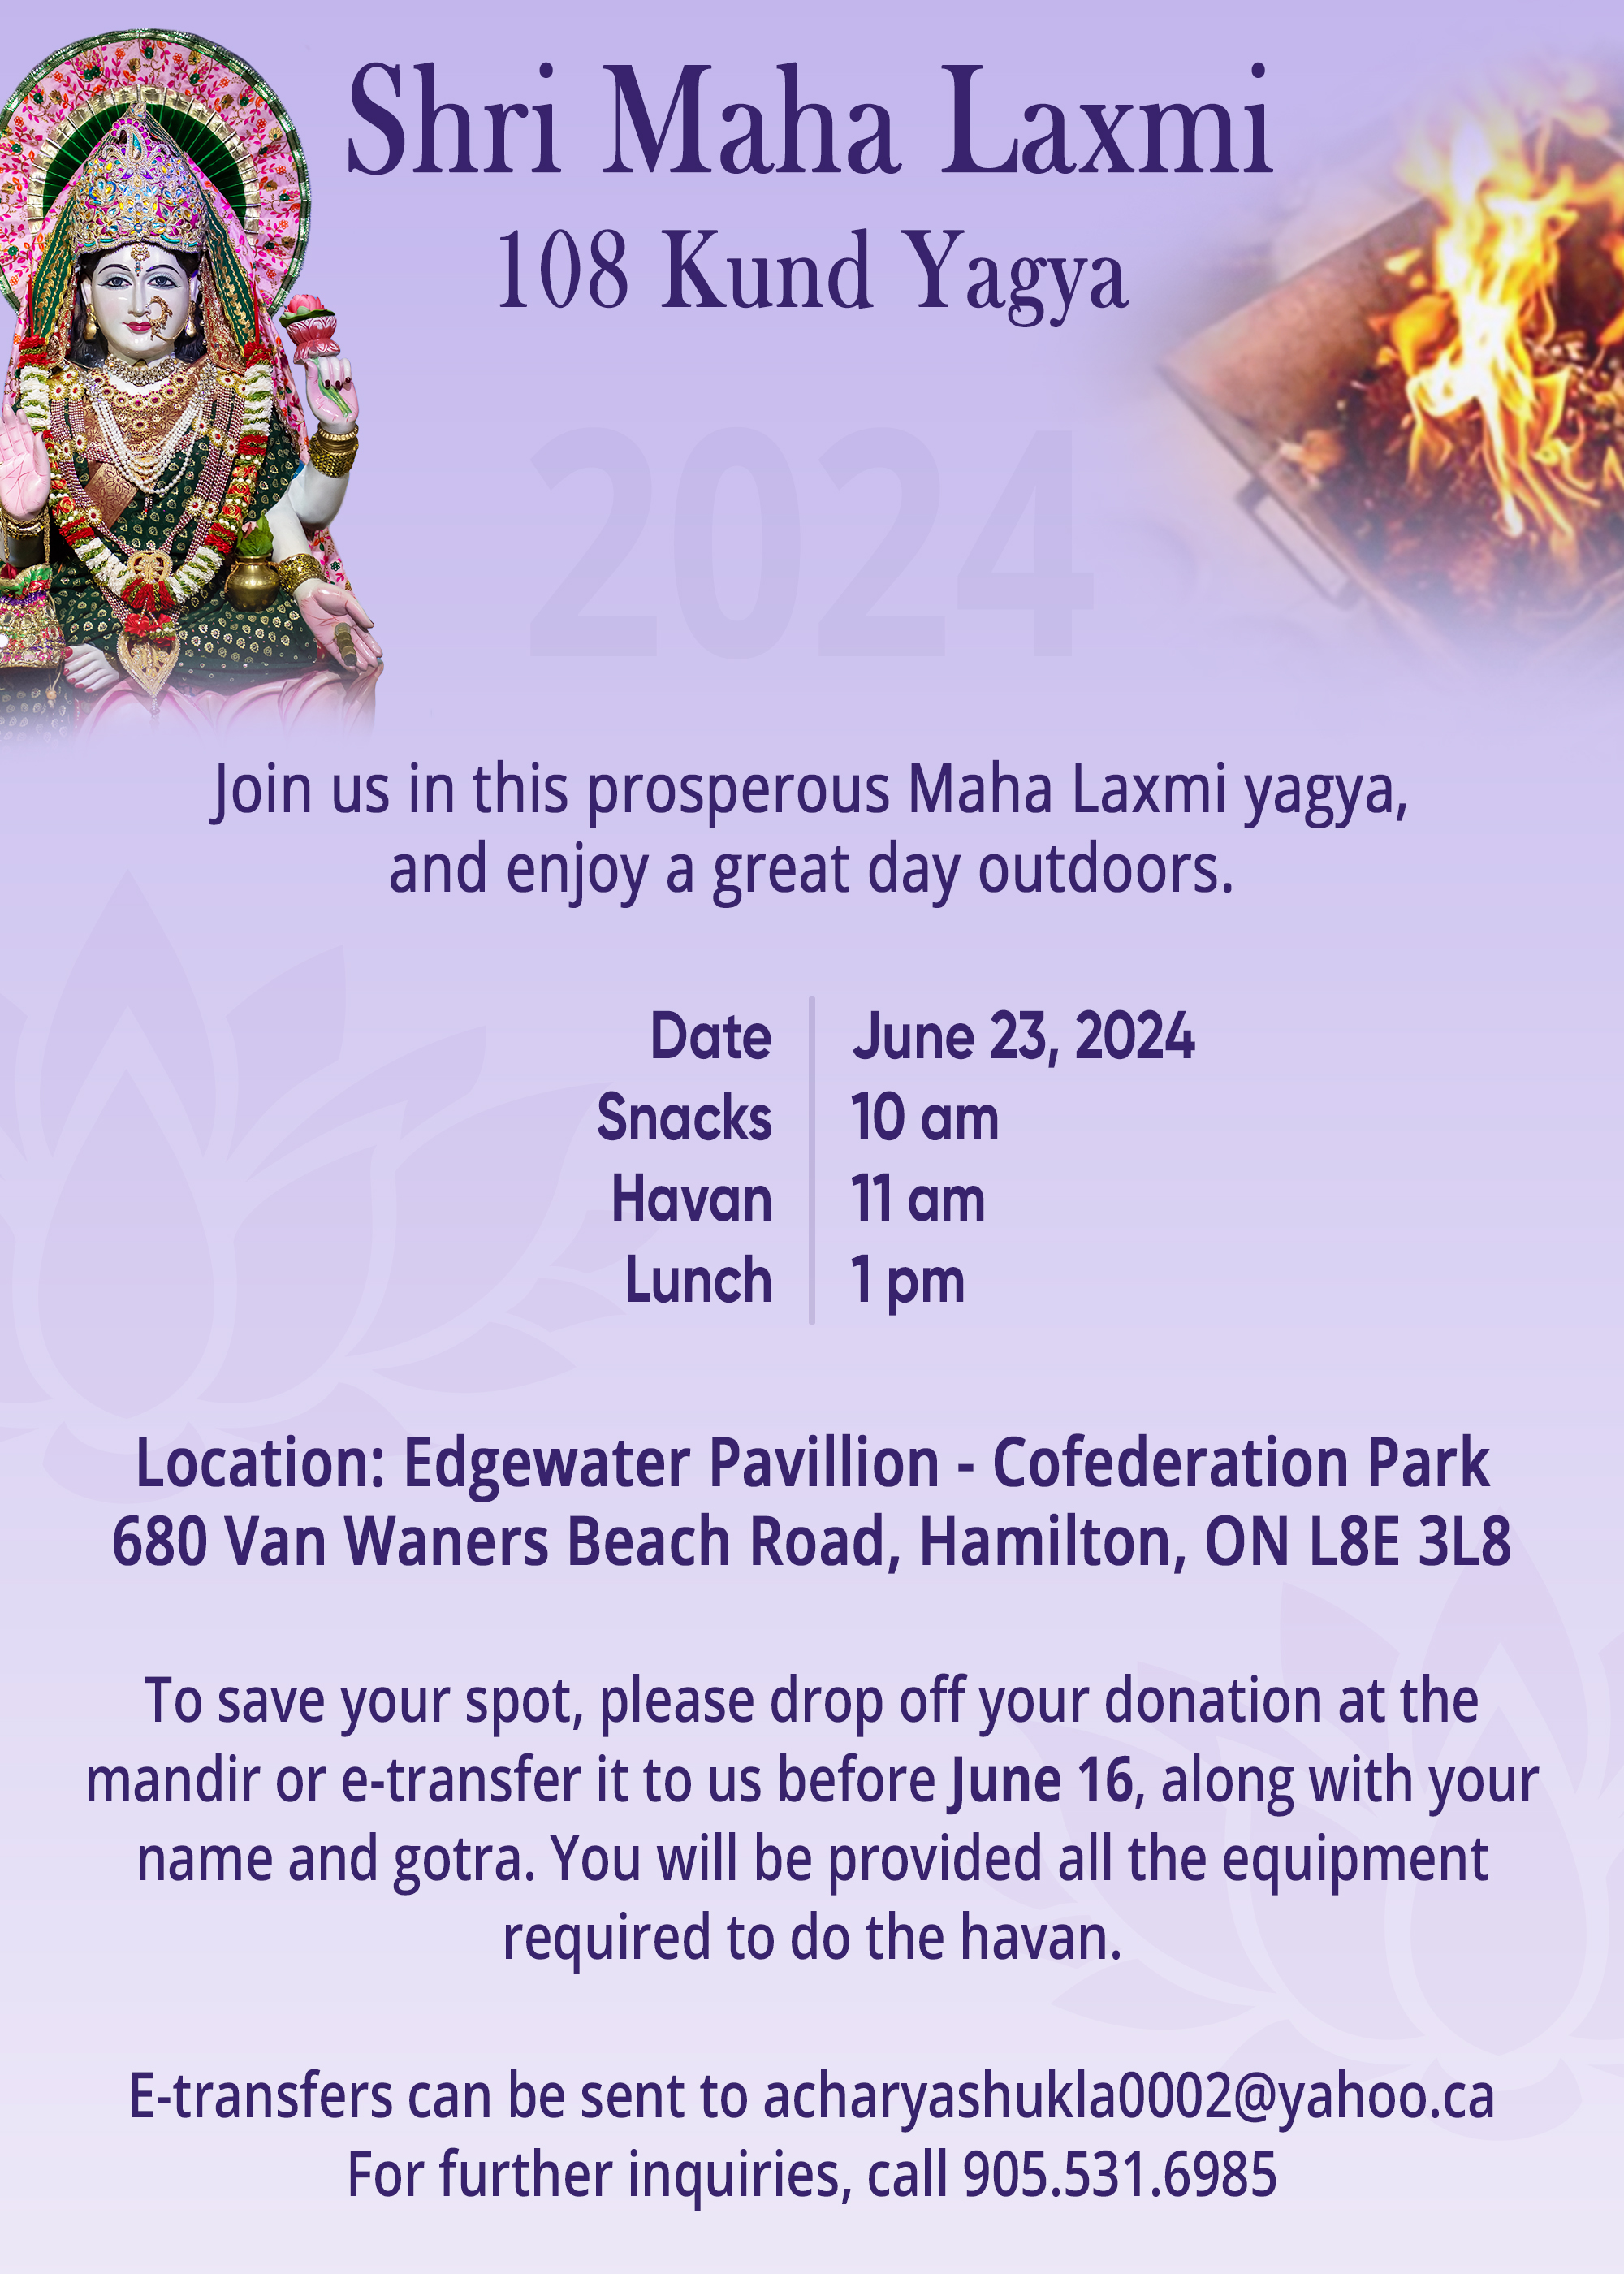 Shri Maha Laxmi
108 Kund Yagya
2024
Join us in this prosperous Maha Laxmi yagya,
and enjoy a great day outdoors.
Date June 23, 2024
Snacks 10 am
Havan 11 am
Lunch 1 pm
Location: Edgewater Pavillion - Cofederation Park
680 Van Waners Beach Road, Hamilton, ON L8E 3L8
To save your spot, please drop off your donation at the
mandir or e-transfer it to us before June 16, along with your
name and gotra. You will be provided all the equipment
required to do the havan.
E-transfers can be sent to acharyashukla0002@yahoo.ca
For further inquiries, call 905.531.6985